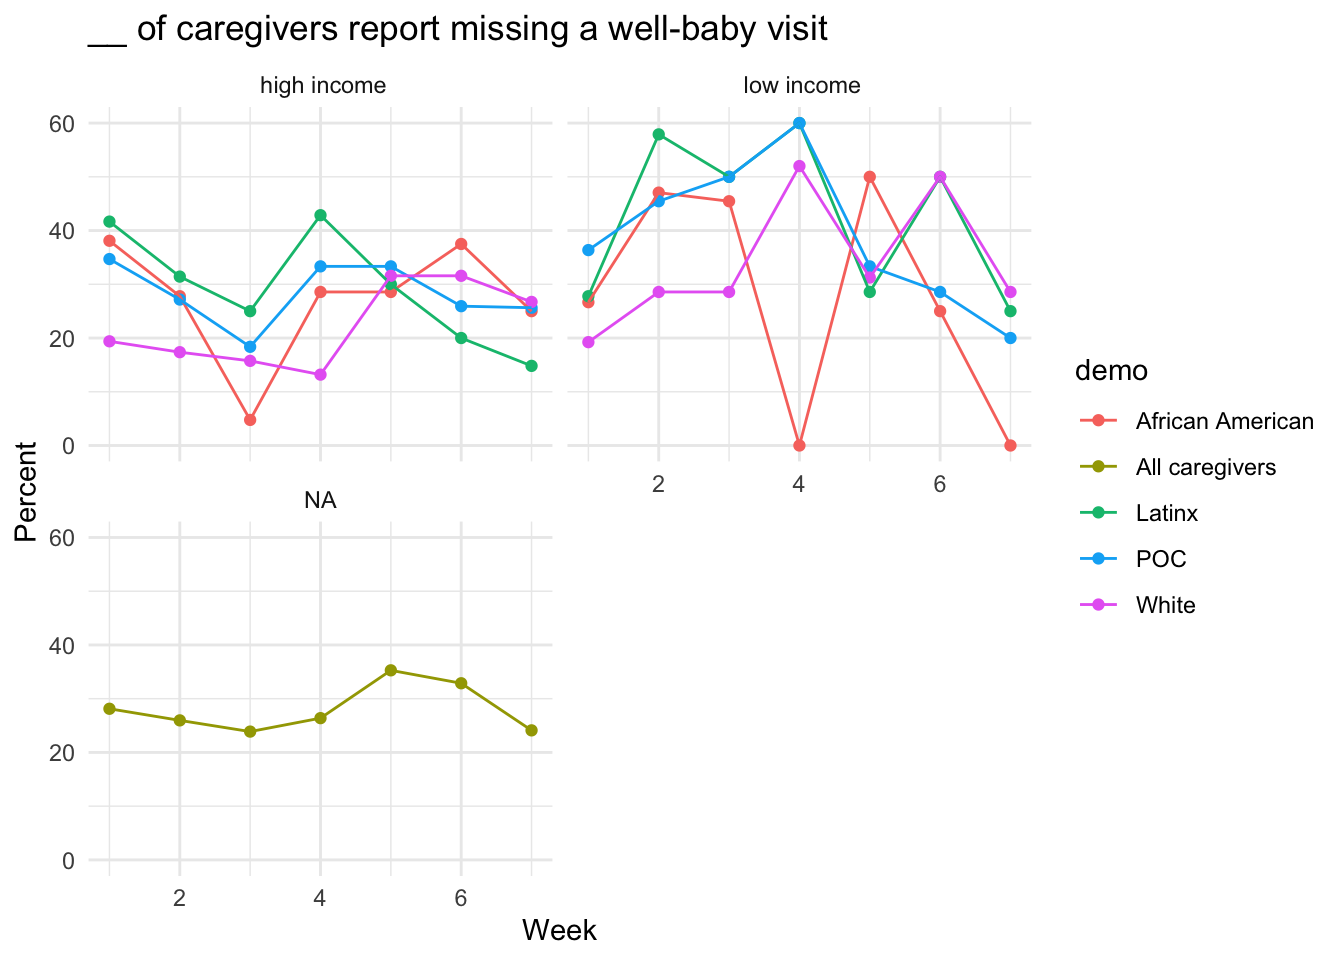 __ of caregivers report missing a well-baby visit
high income
low income
60
40
20
0
2
4
6
NA
60
40
20
0
2
4
6
Percent
Week
demo
African American
All caregivers
Latinx
POC
White